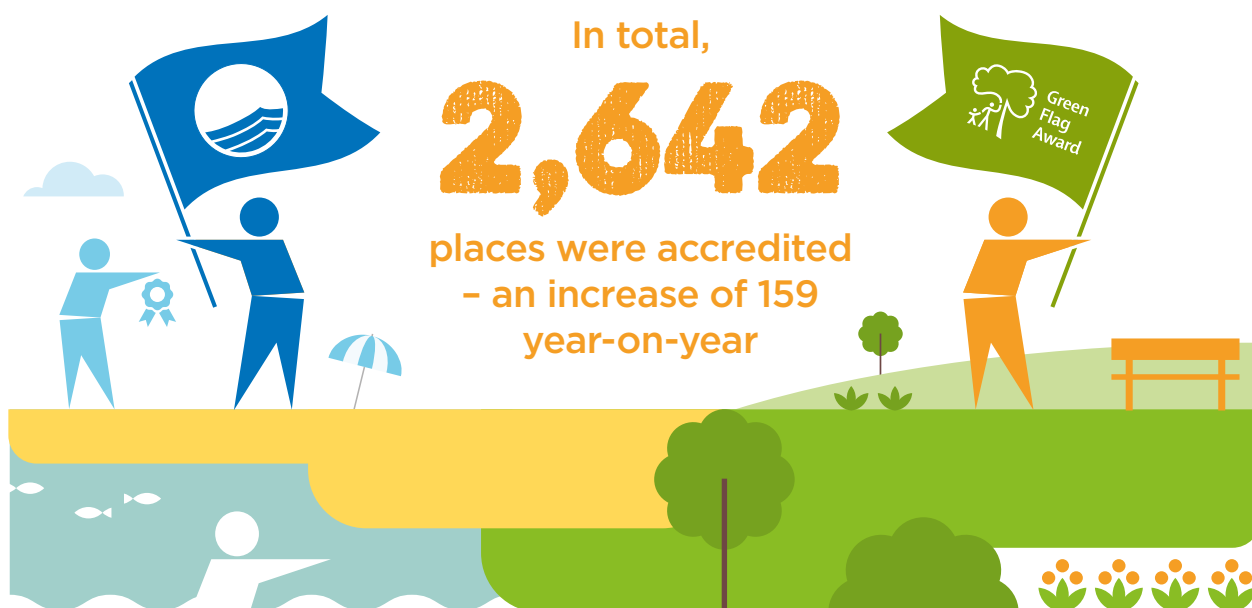 In total,
2,642
places were accredited
– an increase of 159
year-on-year
Green
Flag
Award